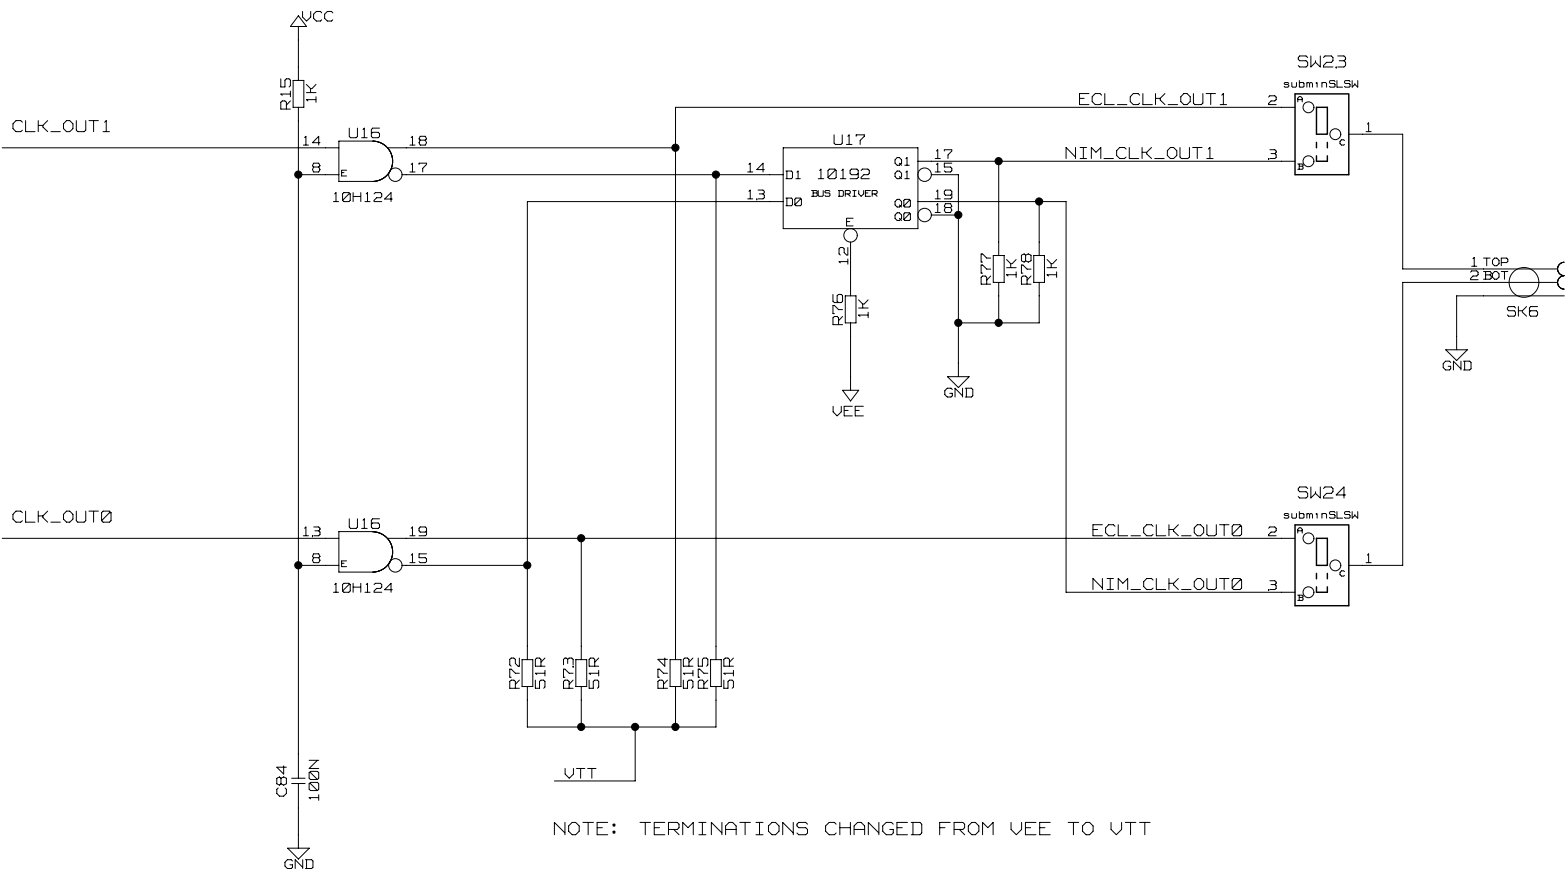 VCC
R15
1K
CLK_OUT1
14
U16
18
8
E
17
10H124
U17
14
D1
10192
Q1
17
13
D0
BUS DRIVER
Q1
15
Q0
19
Q0
18
E
12
R76
1K
VEE
R77
1K
R78
1K
GND
ECL_CLK_OUT1
2
NIM_CLK_OUT1
3
SW23
subminSLSW
A
B
C
1
1 TOP
2 BOT
SK6
GND
CLK_OUT0
13
U16
19
8
E
15
10H124
ECL_CLK_OUT0
2
NIM_CLK_OUT0
3
SW24
subminSLSW
A
B
C
1
R72
51R
R73
51R
R74
51R
R75
51R
VTT
C84
100N
GND
NOTE: TERMINATIONS CHANGED FROM VEE TO VTT